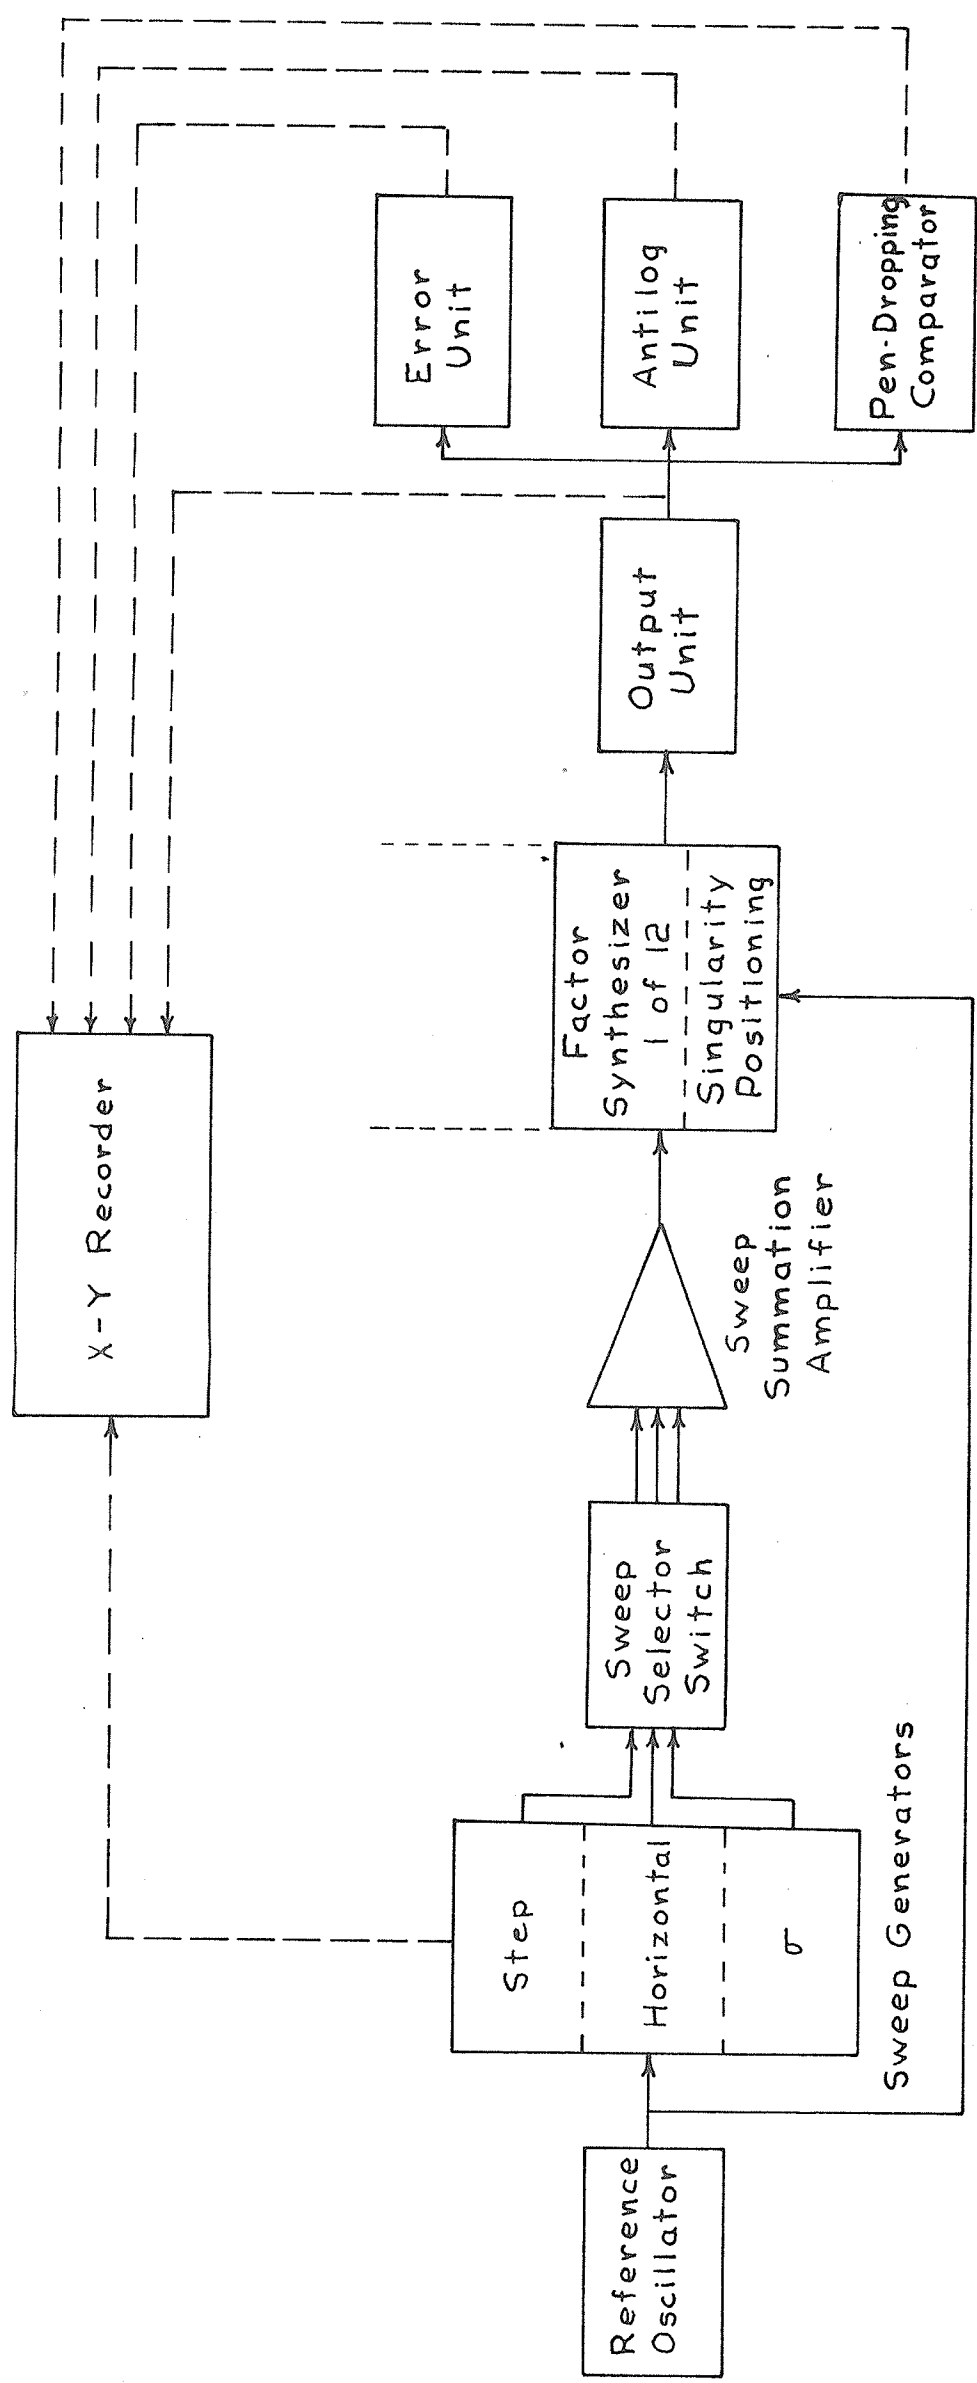 X-Y Recorder
Error
Unit
Antilog
Unit
Pen-Dropping
Comparator
Output
Unit
Factor
Synthesizer
1 of 12
Singularity
Positioning
Sweep
Summation
Amplifier
Sweep
Selector
Switch
Step
Horizontal
σ
Sweep Generators
Reference
Oscillator